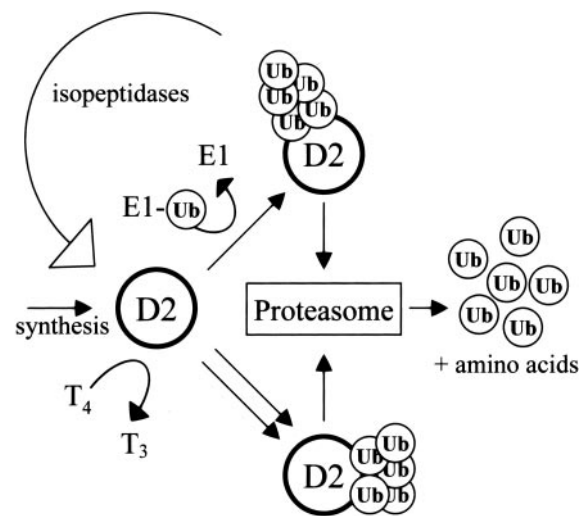 isopeptidases
Ub
Ub
Ub
Ub
Ub
D2
E1
E1-Ub
synthesis
D2
Proteasome
Ub
Ub
Ub
Ub
Ub
Ub
+ amino acids
T4
T3
D2
Ub
Ub
Ub
Ub
Ub